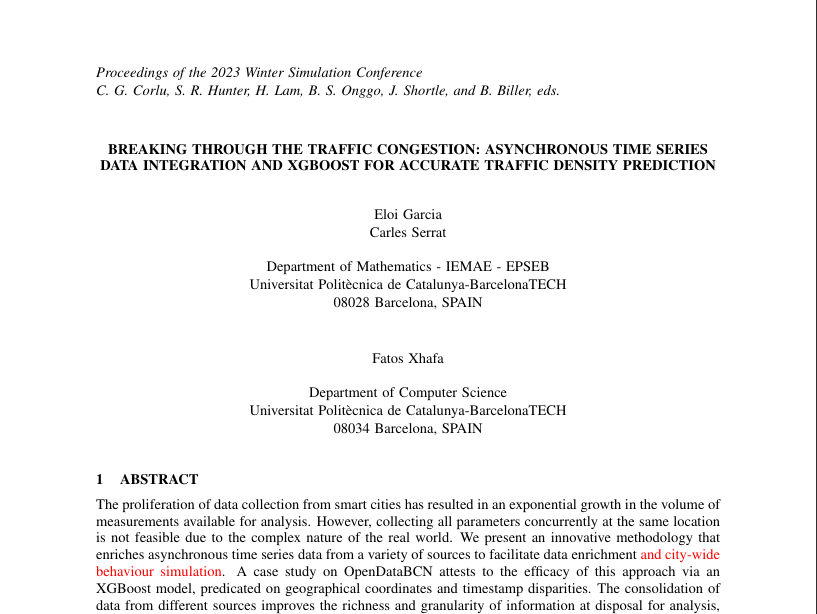 Proceedings of the 2023 Winter Simulation Conference
C. G. Corlu, S. R. Hunter, H. Lam, B. S. Onggo, J. Shortle, and B. Biller, eds.
BREAKING THROUGH THE TRAFFIC CONGESTION: ASYNCHRONOUS TIME SERIES
DATA INTEGRATION AND XGBOOST FOR ACCURATE TRAFFIC DENSITY PREDICTION
Eloi Garcia
Carles Serrat
Department of Mathematics - IEMAE - EPSEB
Universitat Politècnica de Catalunya-BarcelonaTECH
08028 Barcelona, SPAIN
Fatos Xhafa
Department of Computer Science
Universitat Politècnica de Catalunya-BarcelonaTECH
08034 Barcelona, SPAIN
1 ABSTRACT
The proliferation of data collection from smart cities has resulted in an exponential growth in the volume of
measurements available for analysis. However, collecting all parameters concurrently at the same location
is not feasible due to the complex nature of the real world. We present an innovative methodology that
enriches asynchronous time series data from a variety of sources to facilitate data enrichment and city-wide
behaviour simulation. A case study on OpenDataBCN attests to the efficacy of this approach via an
XGBoost model, predicated on geographical coordinates and timestamp disparities. The consolidation of
data from different sources improves the richness and granularity of information at disposal for analysis,